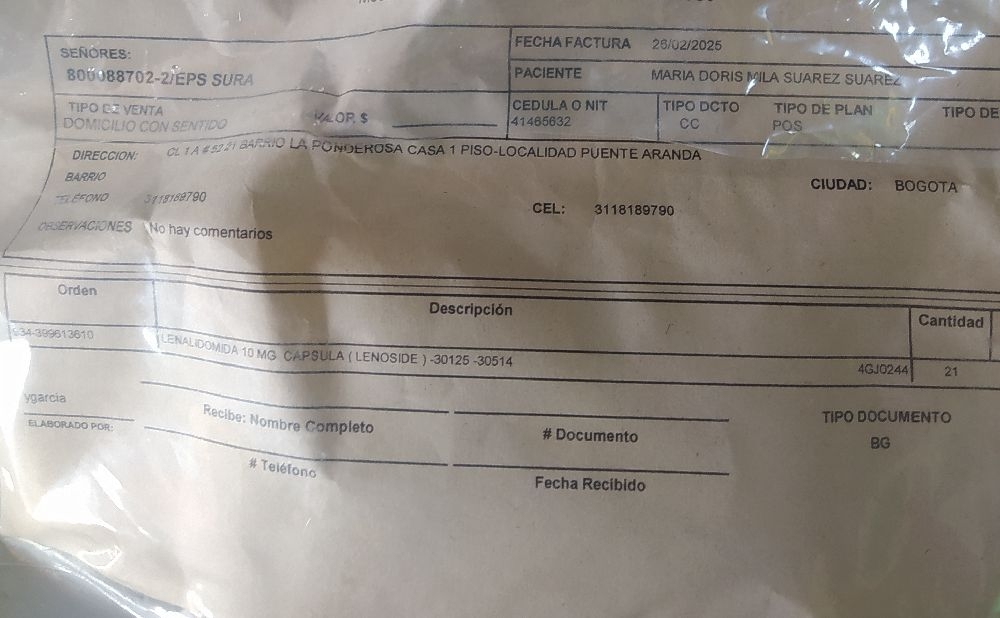 SEÑORES:
800088702-2/EPS SURA
FECHA FACTURA 26/02/2025
PACIENTE MARIA DORIS MILA SUAREZ SUAREZ
TIPO DE VENTA
DOMICILIO CON SENTIDO
VALOR $
CEDULA O NIT
41465632
TIPO DCTO
CC
TIPO DE PLAN
POS
TIPO DE
DIRECCION: CL 1 A # 52 21 BARRIO LA PONDEROSA CASA 1 PISO-LOCALIDAD PUENTE ARANDA
BARRIO
CIUDAD: BOGOTA
TELEFONO 3118189790
CEL: 3118189790
OBSERVACIONES No hay comentarios
Orden Descripción Cantidad
934-399613610 LENALIDOMIDA 10 MG CAPSULA ( LENOSIDE ) -30125 -30514 4GJ0244 21
ygarcia
ELABORADO POR:
Recibe: Nombre Completo
# Documento
TIPO DOCUMENTO
BG
# Teléfono
Fecha Recibido